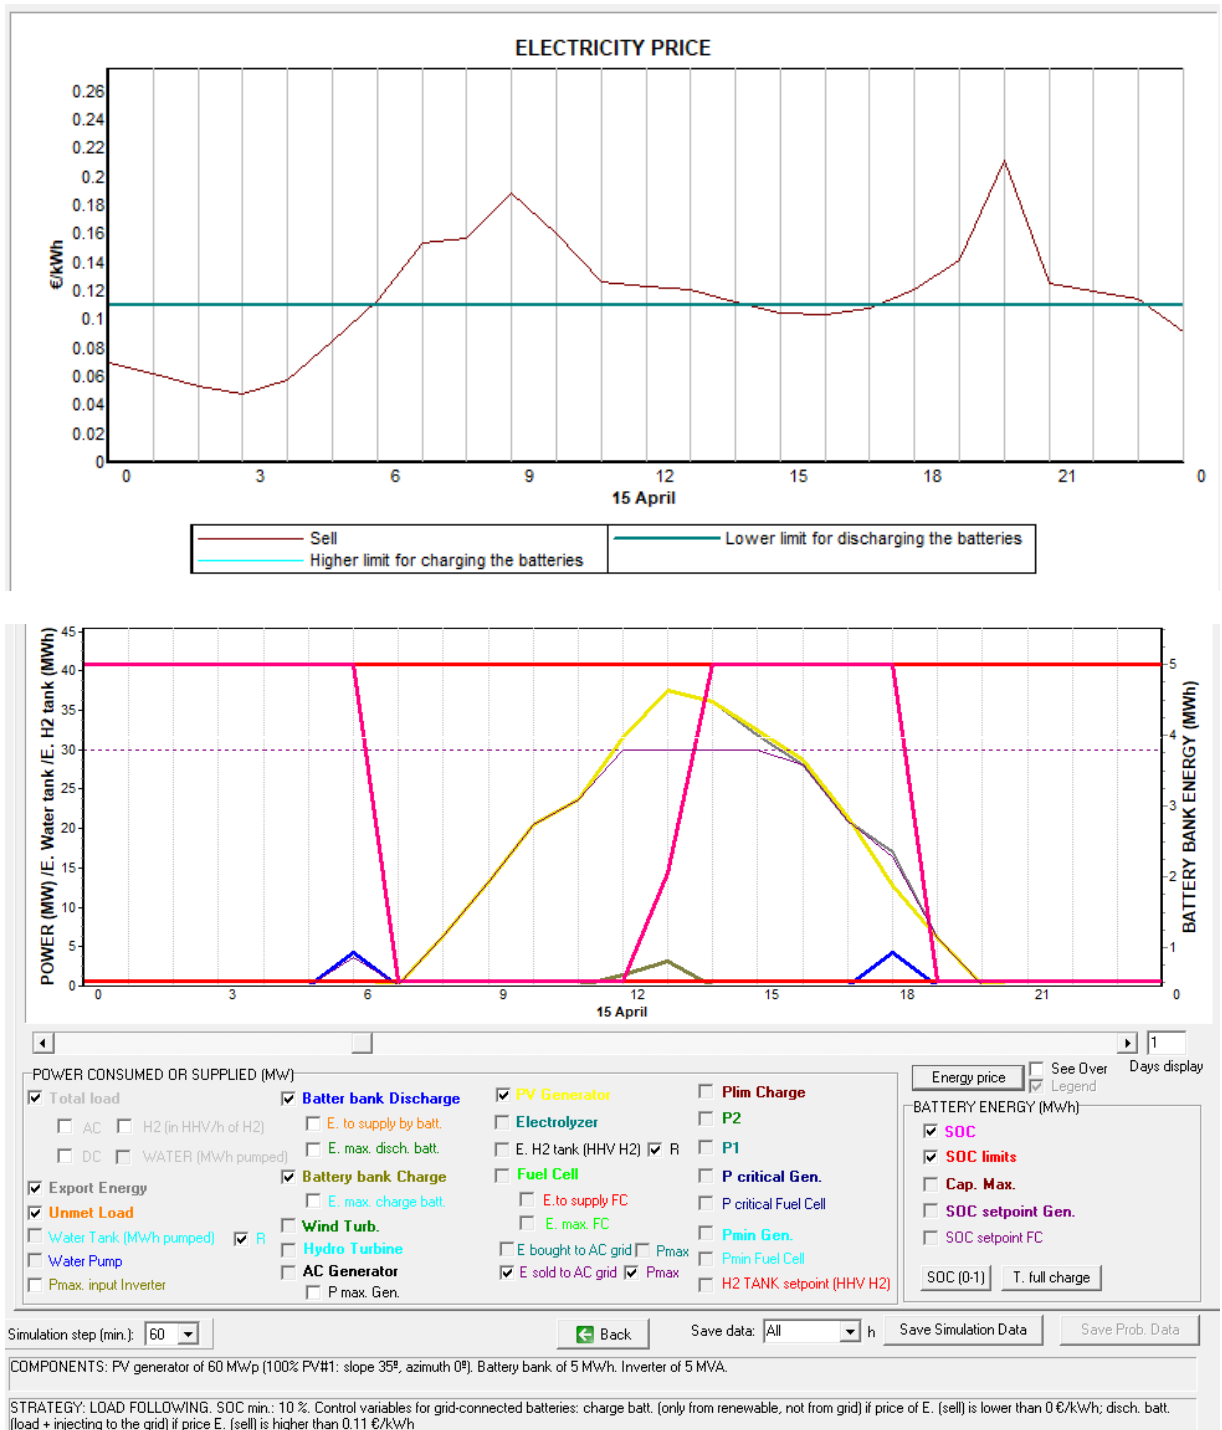 ELECTRICITY PRICE
€/kWh
0.26
0.24
0.22
0.2
0.18
0.16
0.14
0.12
0.1
0.08
0.06
0.04
0.02
0
0 3 6 9 12 15 18 21 0
15 April
Sell
Lower limit for discharging the batteries
Higher limit for charging the batteries
POWER (MW) /E. Water tank /E. H2 tank (MWh)
45
40
35
30
25
20
15
10
5
0
BATTERY BANK ENERGY (MWh)
5
4
3
2
1
0 3 6 9 12 15 18 21 0
15 April
1
Days display
POWER CONSUMED OR SUPPLIED (MW)
Total load
AC
H2 (in HHV/h of H2)
DC
WATER (MWh pumped)
Export Energy
Unmet Load
Water Tank (MWh pumped)
R
Water Pump
Pmax. input Inverter
Batter bank Discharge
E. to supply by batt.
E. max. disch. batt.
Battery bank Charge
E. max. charge batt.
Wind Turb.
Hydro Turbine
AC Generator
P max. Gen.
PV Generator
Electrolyzer
E. H2 tank (HHV H2)
R
Fuel Cell
E.to supply FC
E. max. FC
E bought to AC grid
Pmax
E sold to AC grid
Pmax
Plim Charge
P2
P1
P critical Gen.
P critical Fuel Cell
Pmin Gen.
Pmin Fuel Cell
H2 TANK setpoint (HHV H2)
Energy price
See Over
Legend
BATTERY ENERGY (MWh)
SOC
SOC limits
Cap. Max.
SOC setpoint Gen.
SOC setpoint FC
SOC (0-1)
T. full charge
Simulation step (min.): 60
Back
Save data: All h
Save Simulation Data
Save Prob. Data
COMPONENTS: PV generator of 60 MWp (100% PV#1: slope 35º, azimuth 0º). Battery bank of 5 MWh. Inverter of 5 MVA.
STRATEGY: LOAD FOLLOWING. SOC min.: 10 %. Control variables for grid-connected batteries: charge batt. (only from renewable, not from grid) if price of E. (sell) is lower than 0 €/kWh; disch. batt.
(load + injecting to the grid) if price E. (sell) is higher than 0.11 €/kWh